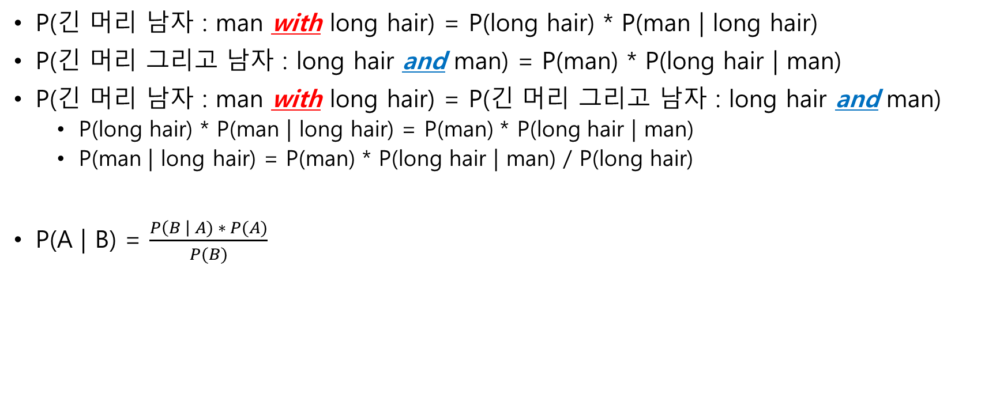 • P(긴 머리 남자 : man with long hair) = P(long hair) * P(man | long hair)
• P(긴 머리 그리고 남자 : long hair and man) = P(man) * P(long hair | man)
• P(긴 머리 남자 : man with long hair) = P(긴 머리 그리고 남자 : long hair and man)
• P(long hair) * P(man | long hair) = P(man) * P(long hair | man)
• P(man | long hair) = P(man) * P(long hair | man) / P(long hair)
• P(A | B) = \frac{P(B | A) * P(A)}{P(B)}